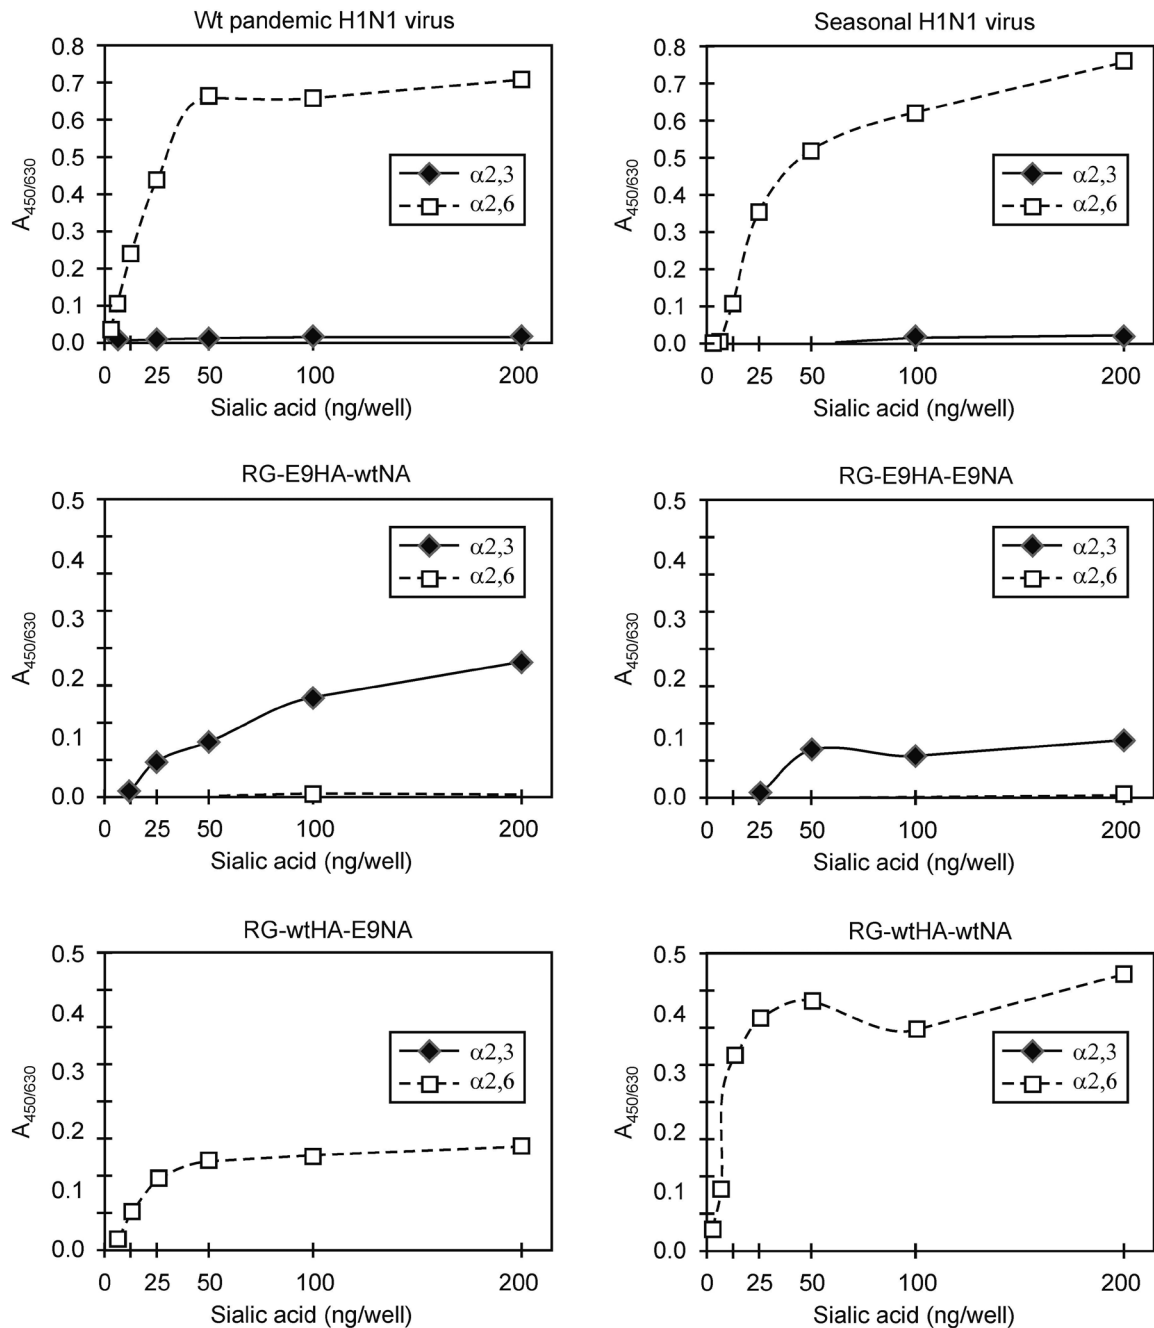 Wt pandemic H1N1 virus
0.8
0.7
0.6
0.5
0.4
0.3
0.2
0.1
0.0
A450/630
α2,3
α2,6
0 25 50 100 200
Sialic acid (ng/well)
Seasonal H1N1 virus
0.8
0.7
0.6
0.5
0.4
0.3
0.2
0.1
0.0
A450/630
α2,3
α2,6
0 25 50 100 200
Sialic acid (ng/well)
RG-E9HA-wtNA
0.5
0.4
0.3
0.2
0.1
0.0
A450/630
α2,3
α2,6
0 25 50 100 200
Sialic acid (ng/well)
RG-E9HA-E9NA
0.5
0.4
0.3
0.2
0.1
0.0
A450/630
α2,3
α2,6
0 25 50 100 200
Sialic acid (ng/well)
RG-wtHA-E9NA
0.5
0.4
0.3
0.2
0.1
0.0
A450/630
α2,3
α2,6
0 25 50 100 200
Sialic acid (ng/well)
RG-wtHA-wtNA
0.5
0.4
0.3
0.2
0.1
0.0
A450/630
α2,3
α2,6
0 25 50 100 200
Sialic acid (ng/well)